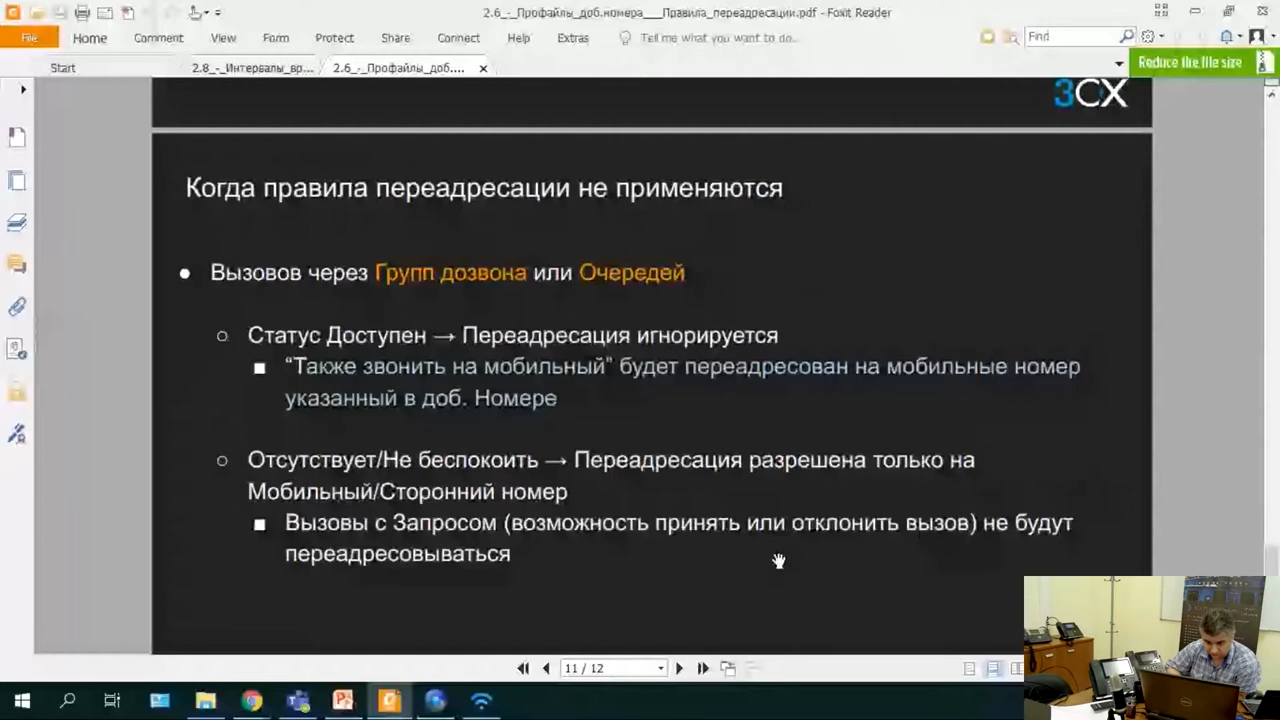 2.6_-_Профайлы_доб.номера___Правила_переадресации.pdf - Foxit Reader
File Home Comment View Form Protect Share Connect Help Extras Tell me what you want to do... Find
Start 2.8_-_Интервалы_вр... 2.6_-_Профайлы_доб.... Reduce the file size
3CX
Когда правила переадресации не применяются
● Вызовов через Групп дозвона или Очередей
○ Статус Доступен → Переадресация игнорируется
■ “Также звонить на мобильный” будет переадресован на мобильные номер
указанный в доб. Номере
○ Отсутствует/Не беспокоить → Переадресация разрешена только на
Мобильный/Сторонний номер
■ Вызовы с Запросом (возможность принять или отклонить вызов) не будут
переадресовываться
11 / 12